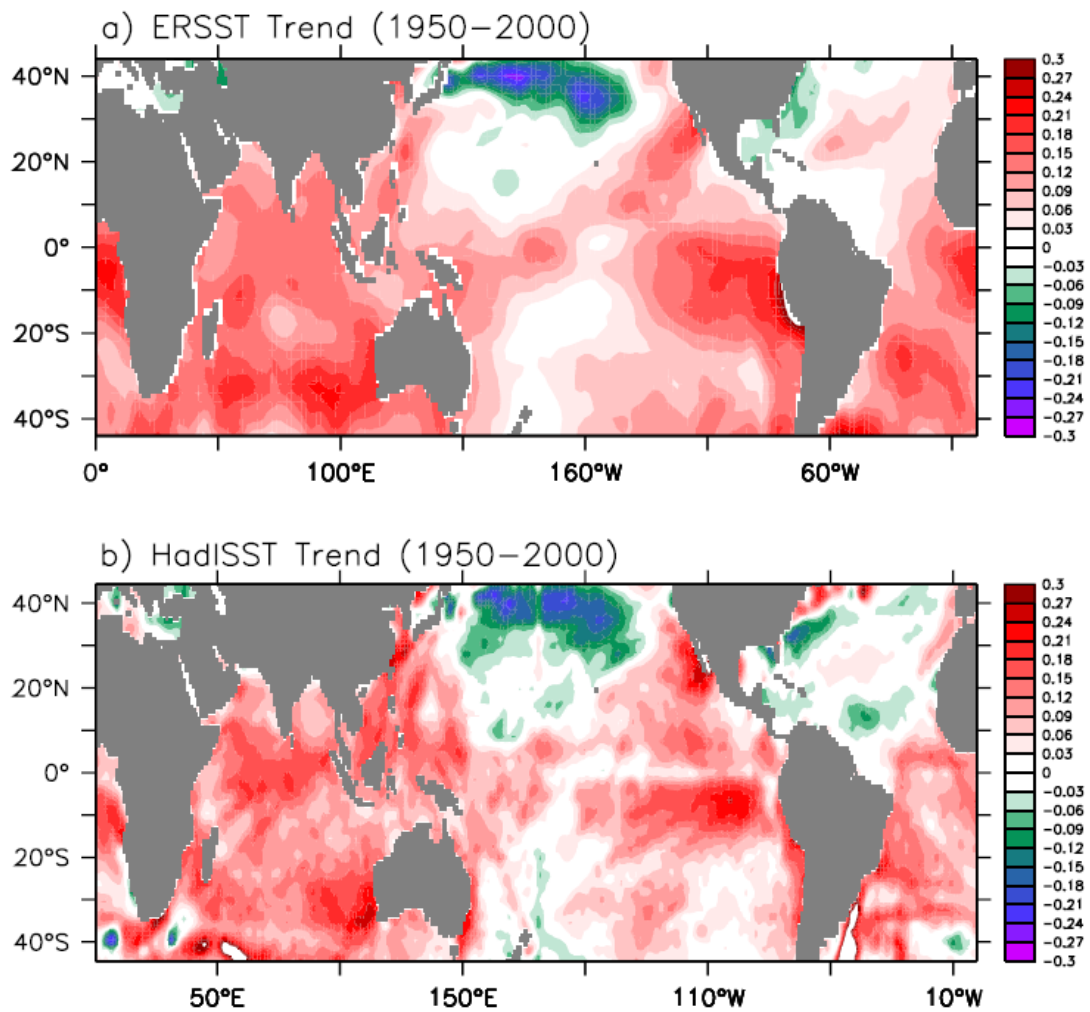 a) ERSST Trend (1950−2000)
40°N
20°N
0°
20°S
40°S
0°
100°E
160°W
60°W
0.3
0.27
0.24
0.18
0.15
0.12
0.09
0.06
0.03
0
−0.03
−0.06
−0.09
−0.12
−0.15
−0.18
−0.21
−0.24
−0.27
−0.3
b) HadISST Trend (1950−2000)
40°N
20°N
0°
20°S
40°S
50°E
150°E
110°W
10°W
0.3
0.27
0.24
0.21
0.18
0.15
0.12
0.09
0.06
0.03
0
−0.03
−0.06
−0.09
−0.12
−0.15
−0.18
−0.21
−0.24
−0.27
−0.3